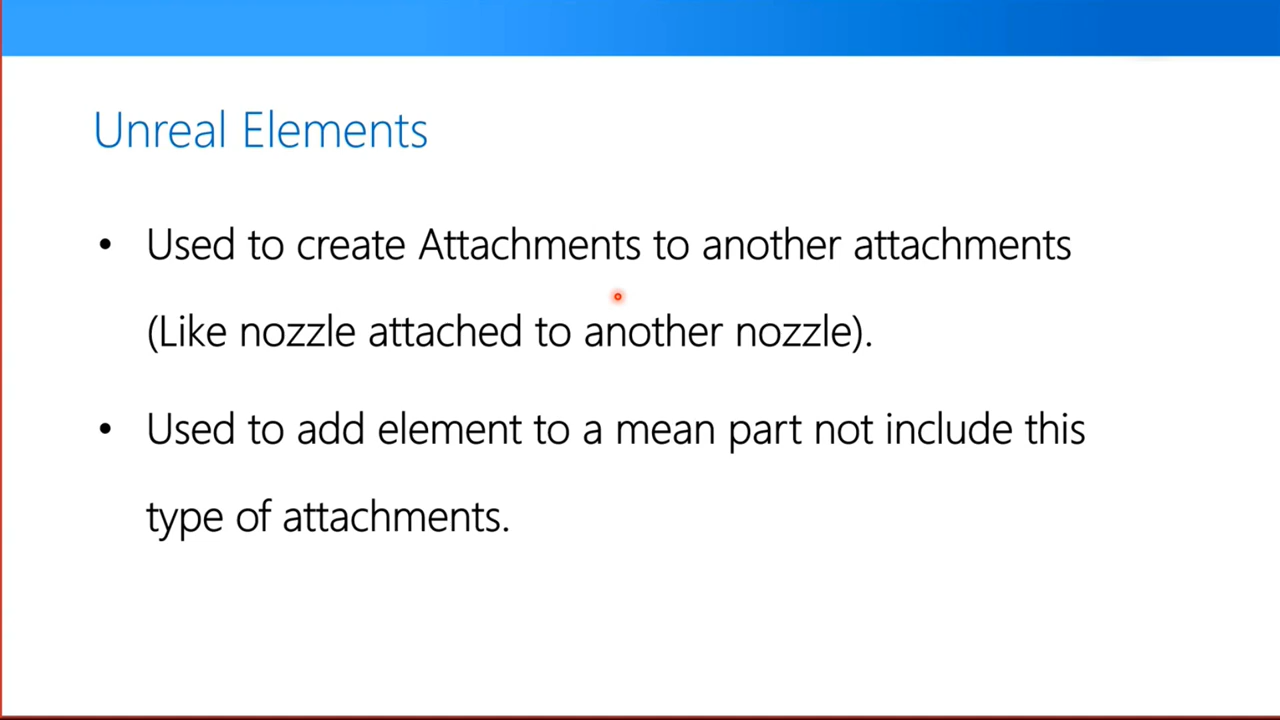 Unreal Elements
• Used to create Attachments to another attachments
(Like nozzle attached to another nozzle).
• Used to add element to a mean part not include this
type of attachments.